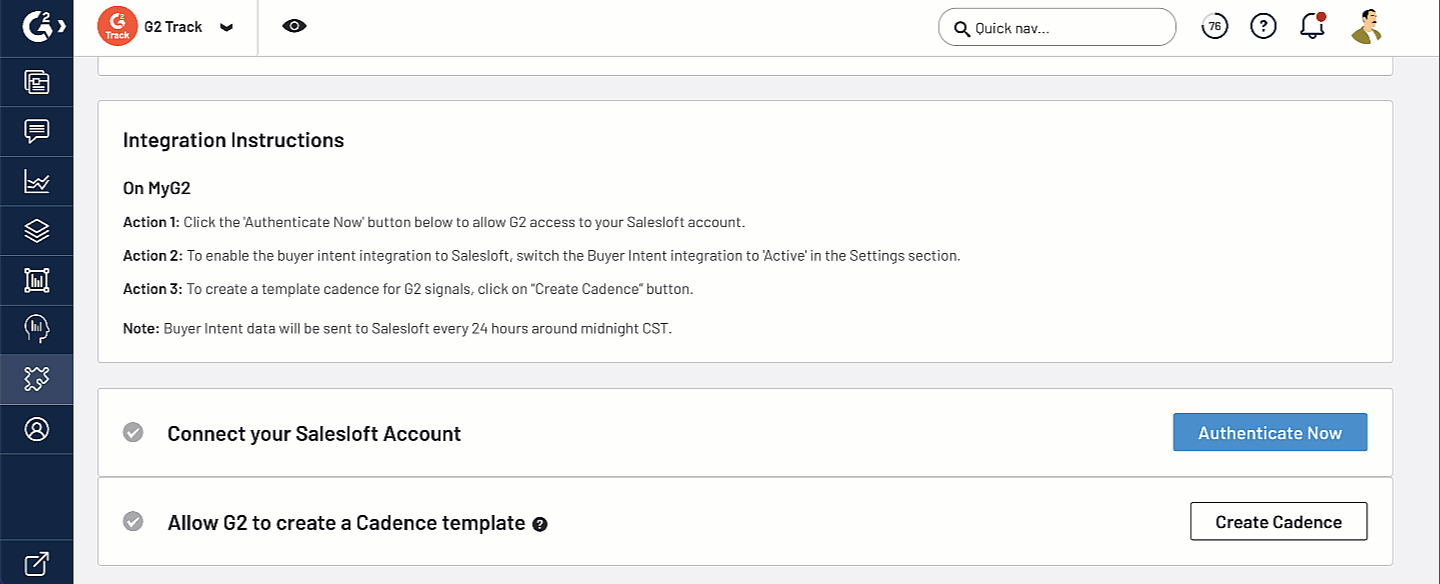 G2
Track
G2 Track
Quick nav...
76
?
Integration Instructions
On MyG2
Action 1: Click the 'Authenticate Now' button below to allow G2 access to your Salesloft account.
Action 2: To enable the buyer intent integration to Salesloft, switch the Buyer Intent integration to 'Active' in the Settings section.
Action 3: To create a template cadence for G2 signals, click on "Create Cadence" button.
Note: Buyer Intent data will be sent to Salesloft every 24 hours around midnight CST.
Connect your Salesloft Account
Authenticate Now
Allow G2 to create a Cadence template ?
Create Cadence